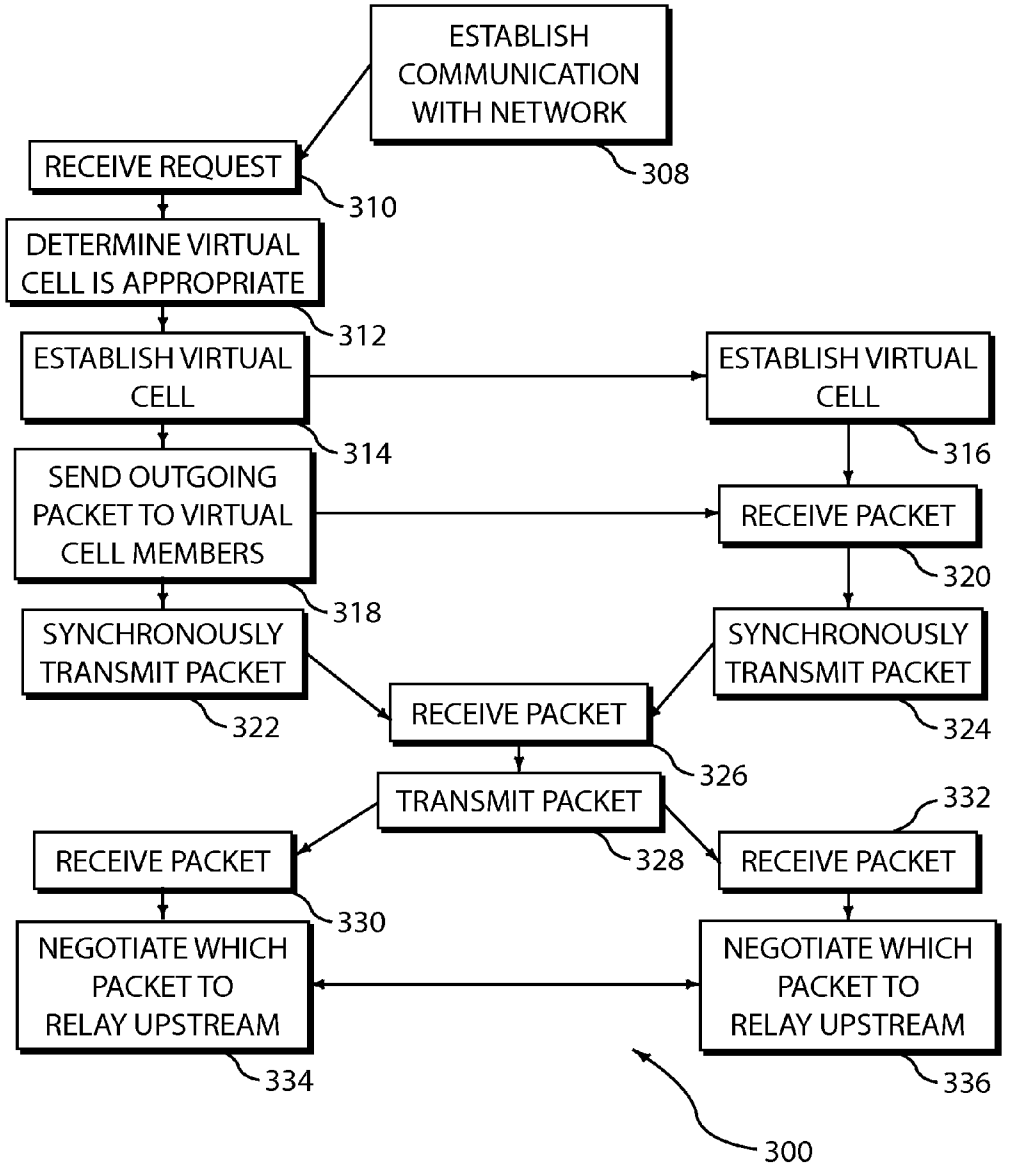 ESTABLISH
COMMUNICATION
WITH NETWORK
308
RECEIVE REQUEST
310
DETERMINE VIRTUAL
CELL IS APPROPRIATE
312
ESTABLISH VIRTUAL
CELL
314
ESTABLISH VIRTUAL
CELL
316
SEND OUTGOING
PACKET TO VIRTUAL
CELL MEMBERS
318
RECEIVE PACKET
320
SYNCHRONOUSLY
TRANSMIT PACKET
322
SYNCHRONOUSLY
TRANSMIT PACKET
324
RECEIVE PACKET
326
TRANSMIT PACKET
328
RECEIVE PACKET
330
332
RECEIVE PACKET
NEGOTIATE WHICH
PACKET TO
RELAY UPSTREAM
334
NEGOTIATE WHICH
PACKET TO
RELAY UPSTREAM
336
300